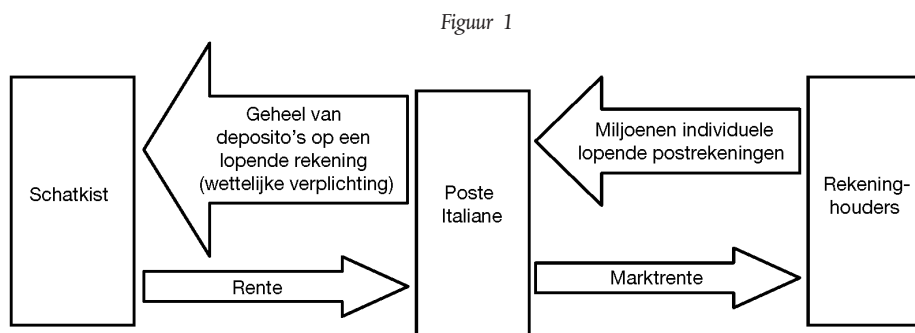 Figuur 1
Schatkist
Geheel van
deposito's op een
lopende rekening
(wettelijke verplichting)
Rente
Poste
Italiane
Miljoenen individuele
lopende postrekeningen
Marktrente
Rekening-
houders